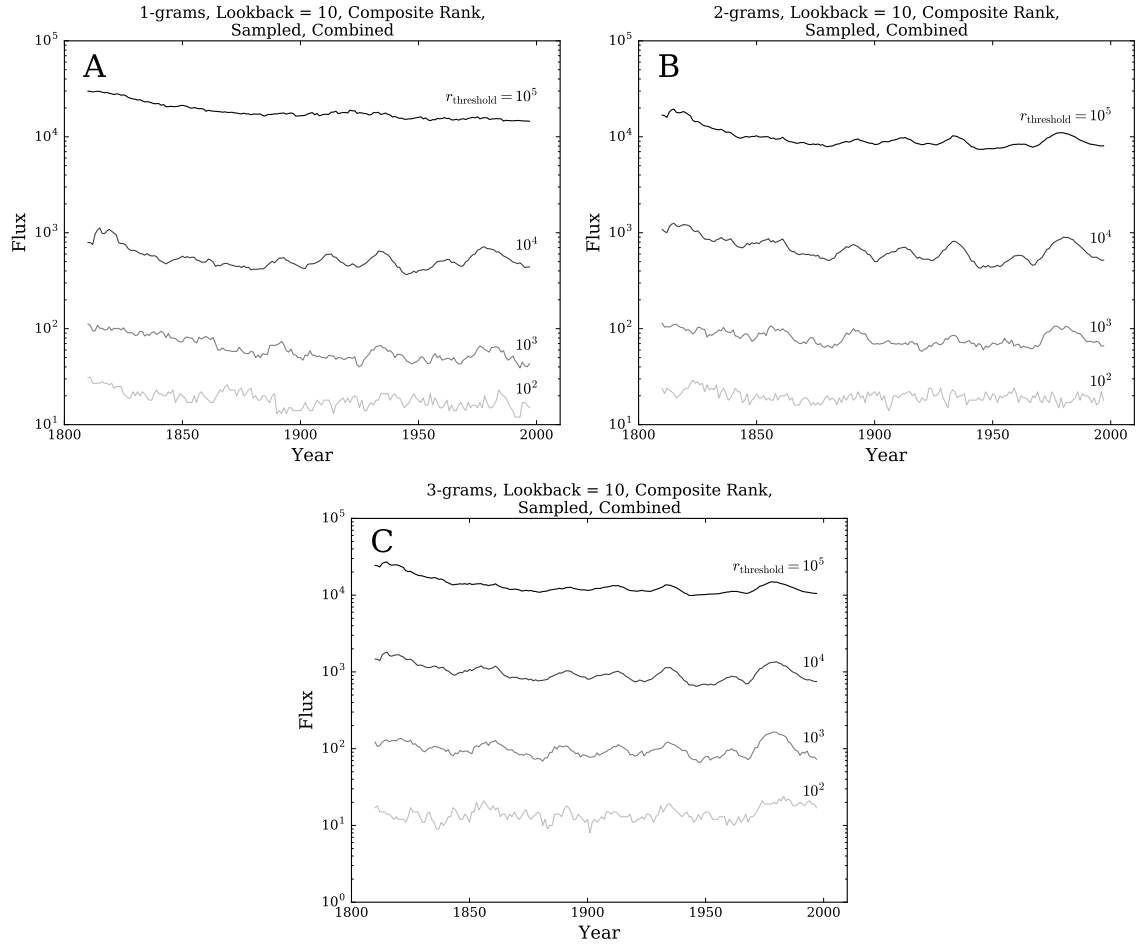 1-grams, Lookback = 10, Composite Rank,
Sampled, Combined
A
r_threshold = 10^5
10^4
10^3
10^2
10^5
10^4
10^3
10^2
10^1
Flux
1800 1850 1900 1950 2000
Year
2-grams, Lookback = 10, Composite Rank,
Sampled, Combined
B
r_threshold = 10^5
10^4
10^3
10^2
10^5
10^4
10^3
10^2
10^1
Flux
1800 1850 1900 1950 2000
Year
3-grams, Lookback = 10, Composite Rank,
Sampled, Combined
C
r_threshold = 10^5
10^4
10^3
10^2
10^5
10^4
10^3
10^2
10^1
10^0
Flux
1800 1850 1900 1950 2000
Year